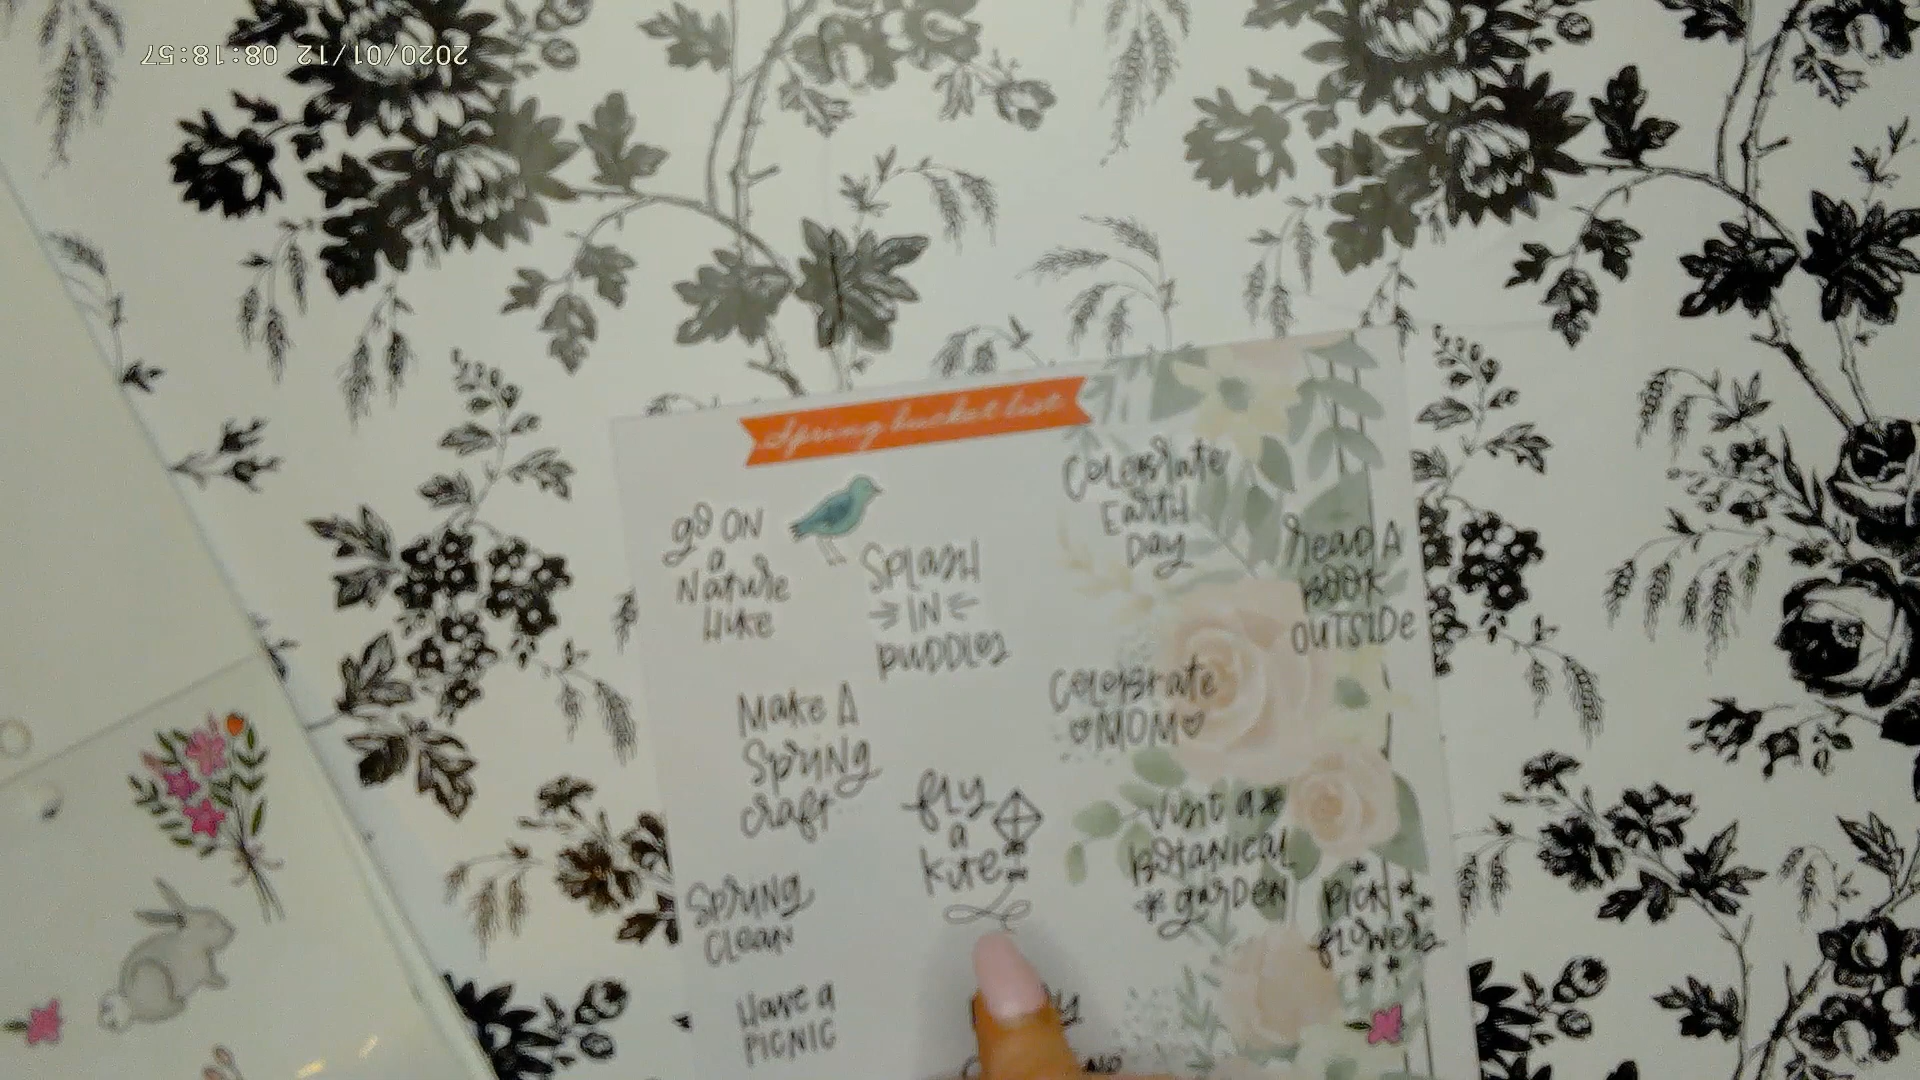 2020/01/12 08:18:57
Spring bucket list
go ON
a
Nature
Hike
SPLASH
IN
PUDDLES
Celebrate
Earth
Day
Read A
BOOK
OUTSIDE
Make A
Spring
craft
Celebrate
MOM
fly
a
kite
Visit a
botanical
garden
Spring
Clean
PICK
flowers
Have a
PICNIC